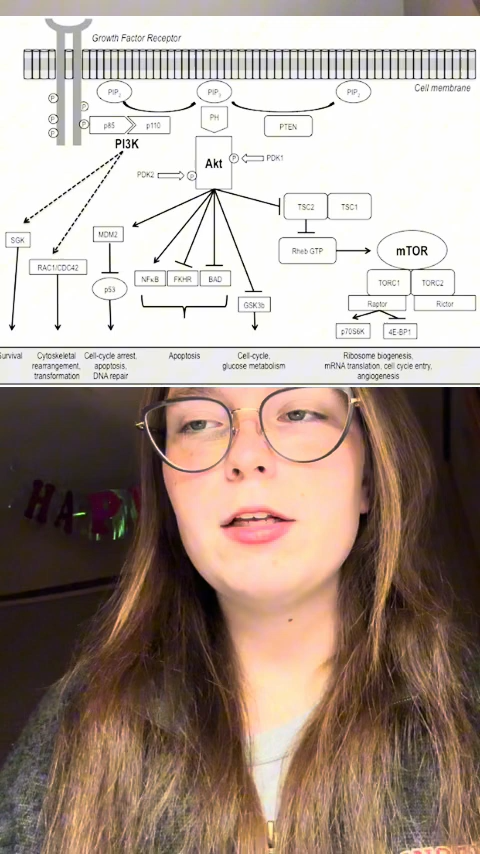 Growth Factor Receptor
Cell membrane
PIP2
PIP3
PIP2
P
P
P
P
P
p85
p110
PI3K
PH
PTEN
Akt
P
PDK1
PDK2
P
TSC2
TSC1
SGK
MDM2
Rheb GTP
mTOR
RAC1/CDC42
NFκB
FKHR
BAD
TORC1
TORC2
p53
GSK3b
Raptor
Rictor
p70S6K
4E-BP1
Survival
Cytoskeletal
rearrangement,
transformation
Cell-cycle arrest,
apoptosis,
DNA repair
Apoptosis
Cell-cycle,
glucose metabolism
Ribosome biogenesis,
mRNA translation, cell cycle entry,
angiogenesis
HA